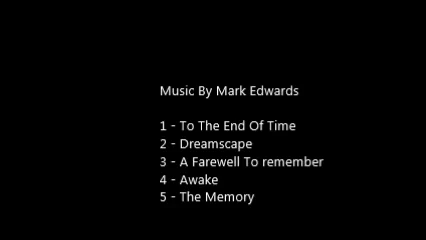 Music By Mark Edwards
1 - To The End Of Time
2 - Dreamscape
3 - A Farewell To remember
4 - Awake
5 - The Memory